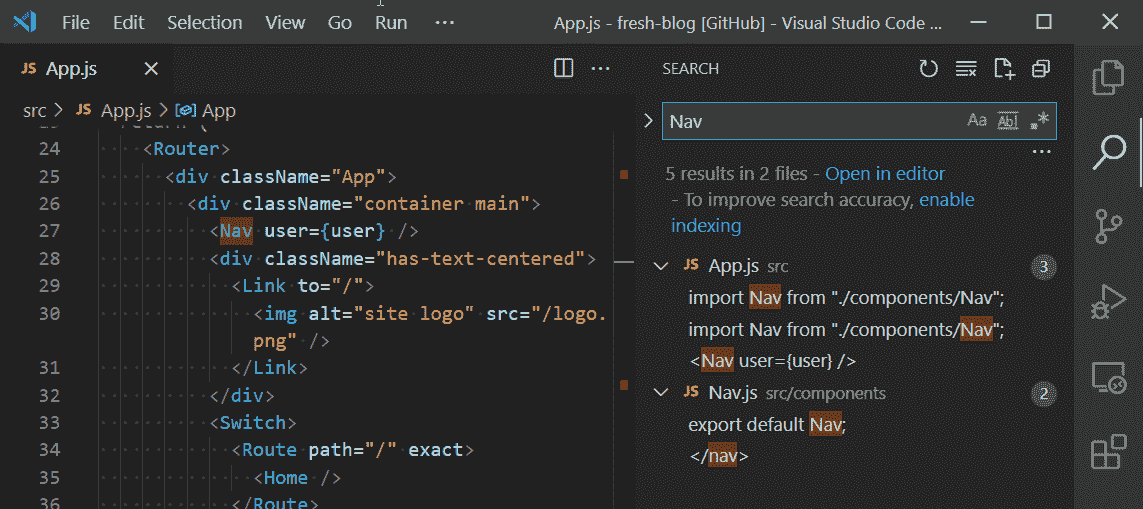 File Edit Selection View Go Run ··· App.js - fresh-blog [GitHub] - Visual Studio Code ...
JS App.js
src > JS App.js > App
24 <Router>
25 <div className="App">
26 <div className="container main">
27 <Nav user={user} />
28 <div className="has-text-centered">
29 <Link to="/">
30 <img alt="site logo" src="/logo.
png" />
31 </Link>
32 </div>
33 <Switch>
34 <Route path="/" exact>
35 <Home />
36 </Route>
SEARCH
Nav Aa Abl .*
5 results in 2 files - Open in editor
- To improve search accuracy, enable
indexing
JS App.js src 3
import Nav from "./components/Nav";
import Nav from "./components/Nav";
<Nav user={user} />
JS Nav.js src/components 2
export default Nav;
</nav>